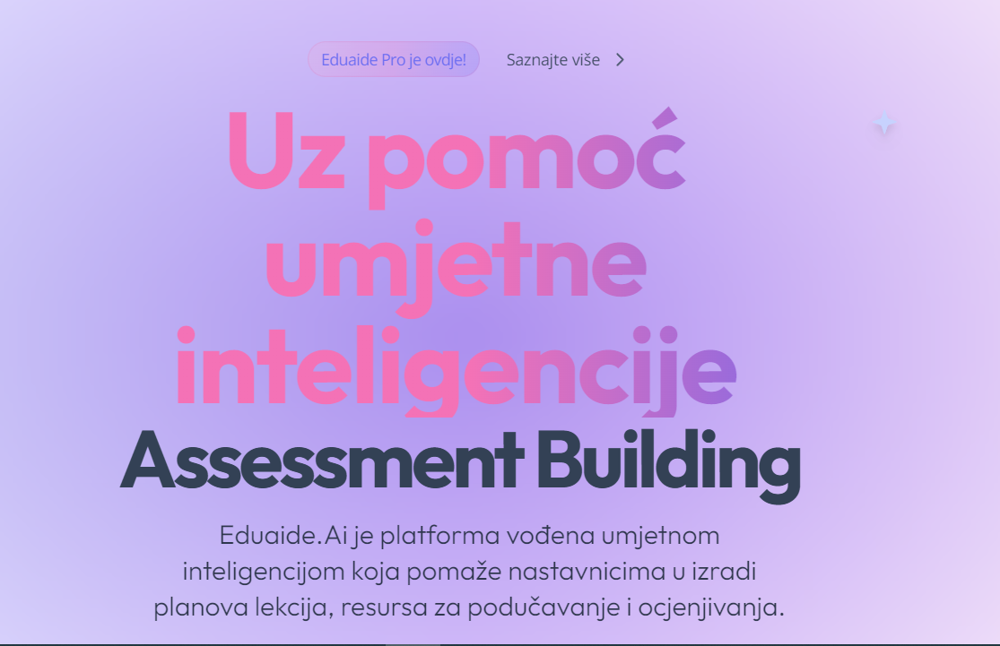 Eduaide Pro je ovdje! Saznajte više
Uz pomoć
umjetne
inteligencije
Assessment Building
Eduaide.Ai je platforma vođena umjetnom
inteligencijom koja pomaže nastavnicima u izradi
planova lekcija, resursa za podučavanje i ocjenjivanja.